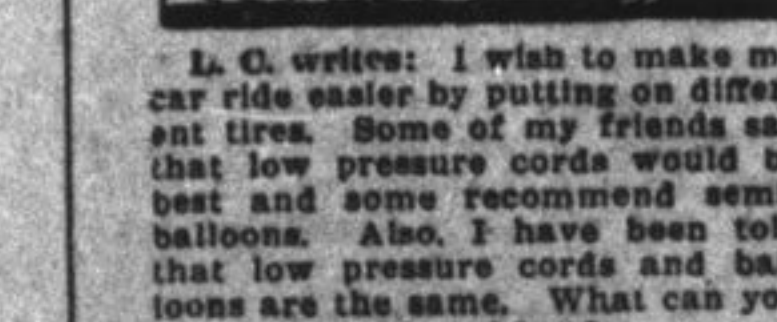 L. C. writes: I wish to make m
car ride easier by putting on differ
ent tires. Some of my friends sa
that low pressure cords would b
best and some recommend sem
balloons. Also, I have been tol
that low pressure cords and ba
loons are the same. What can yo